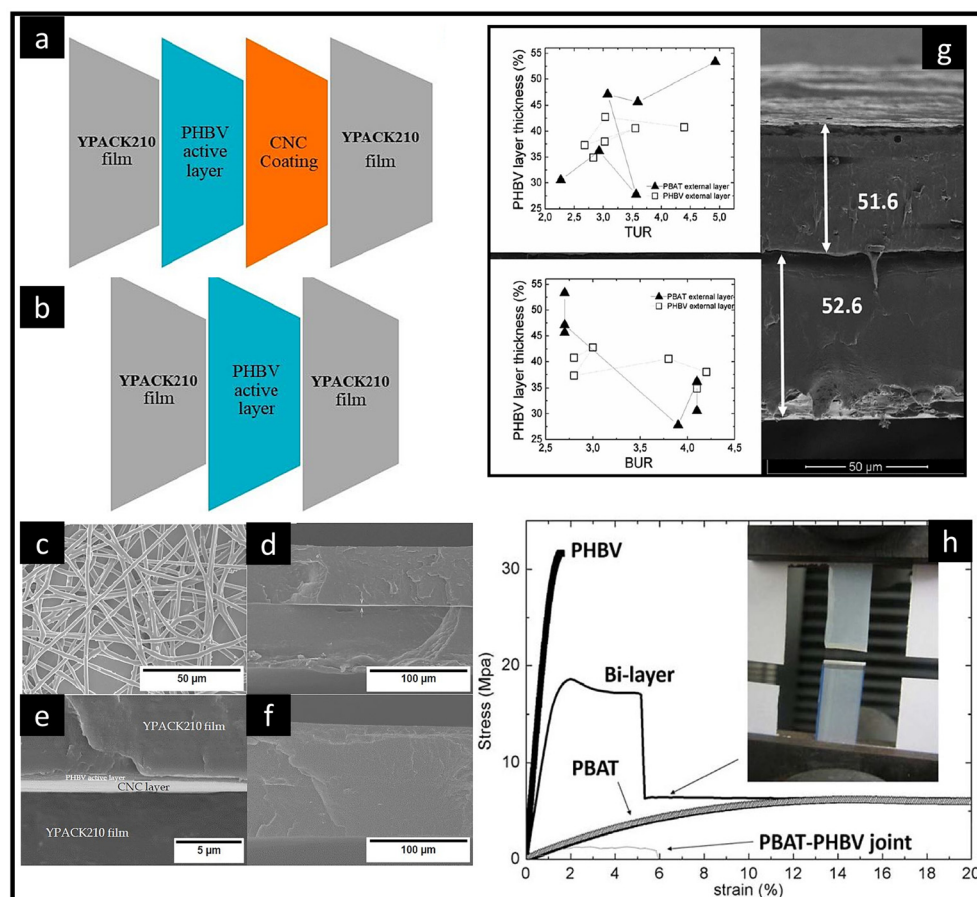 a
YPACK210
film
PHBV
active
layer
CNC
Coating
YPACK210
film
b
YPACK210
film
PHBV
active
layer
YPACK210
film
c
50 µm
d
100 µm
e
YPACK210 film
PHBV active layer
CNC layer
YPACK210 film
5 µm
f
100 µm
g
PHBV layer thickness (%)
55
50
45
40
35
30
25
PBAT external layer
PHBV external layer
2,0 2,5 3,0 3,5 4,0 4,5 5,0
TUR
PHBV layer thickness (%)
55
50
45
40
35
30
25
PBAT external layer
PHBV external layer
2,5 3,0 3,5 4,0 4,5
BUR
51.6
52.6
50 µm
h
Stress (Mpa)
30
20
10
0
PHBV
Bi-layer
PBAT
PBAT-PHBV joint
0 2 4 6 8 10 12 14 16 18 20
strain (%)